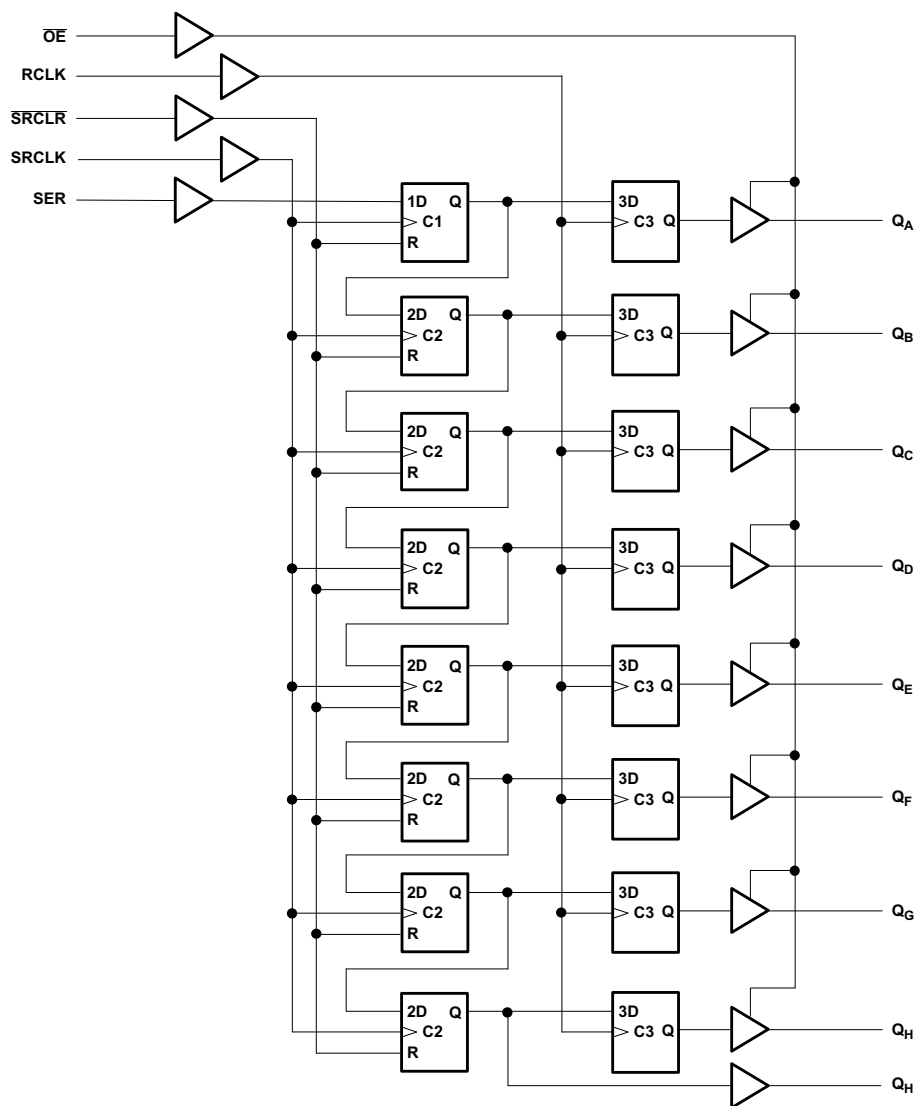 OE
RCLK
SRCLR
SRCLK
SER
1D Q
C1
R
3D
C3 Q
QA
2D Q
C2
R
3D
C3 Q
QB
2D Q
C2
R
3D
C3 Q
QC
2D Q
C2
R
3D
C3 Q
QD
2D Q
C2
R
3D
C3 Q
QE
2D Q
C2
R
3D
C3 Q
QF
2D Q
C2
R
3D
C3 Q
QG
2D Q
C2
R
3D
C3 Q
QH
QH